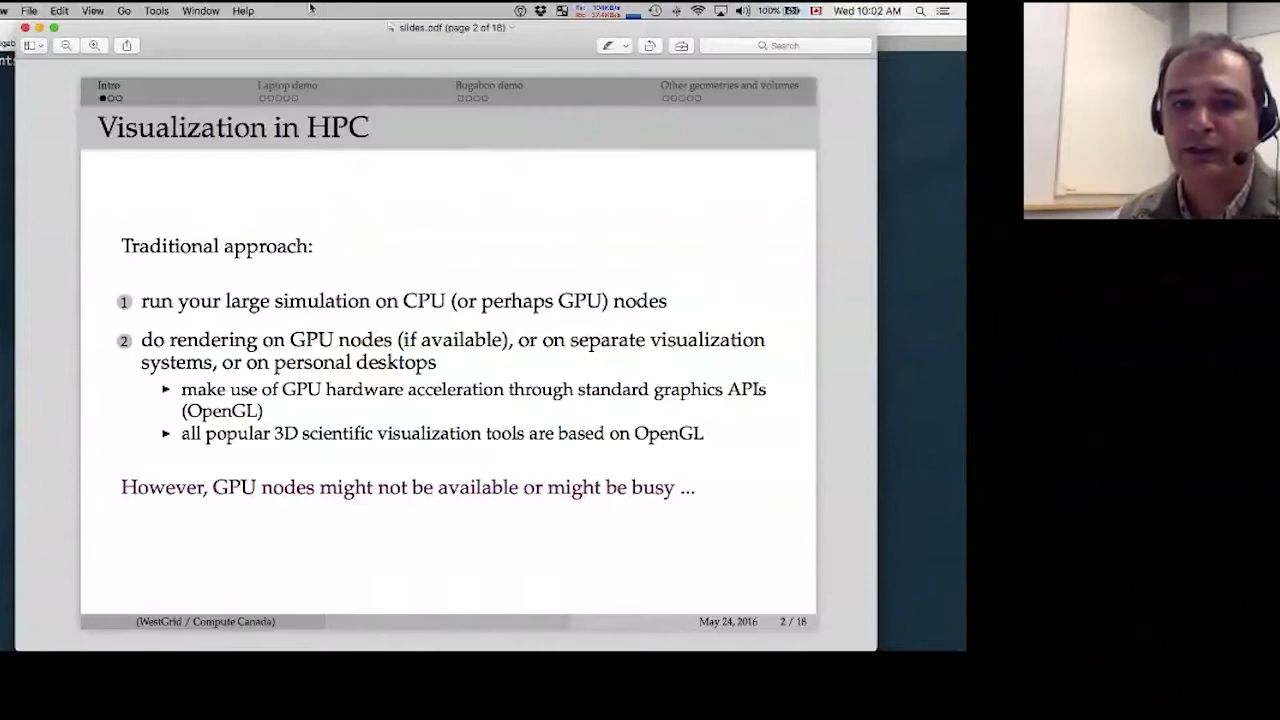 w File Edit View Go Tools Window Help 100% Wed 10:02 AM
slides.pdf (page 2 of 18)
Search
Intro Laptop demo Bugaboo demo Other geometries and volumes
Visualization in HPC
Traditional approach:
1 run your large simulation on CPU (or perhaps GPU) nodes
2 do rendering on GPU nodes (if available), or on separate visualization
systems, or on personal desktops
make use of GPU hardware acceleration through standard graphics APIs
(OpenGL)
all popular 3D scientific visualization tools are based on OpenGL
However, GPU nodes might not be available or might be busy ...
(WestGrid / Compute Canada) May 24, 2016 2 / 18